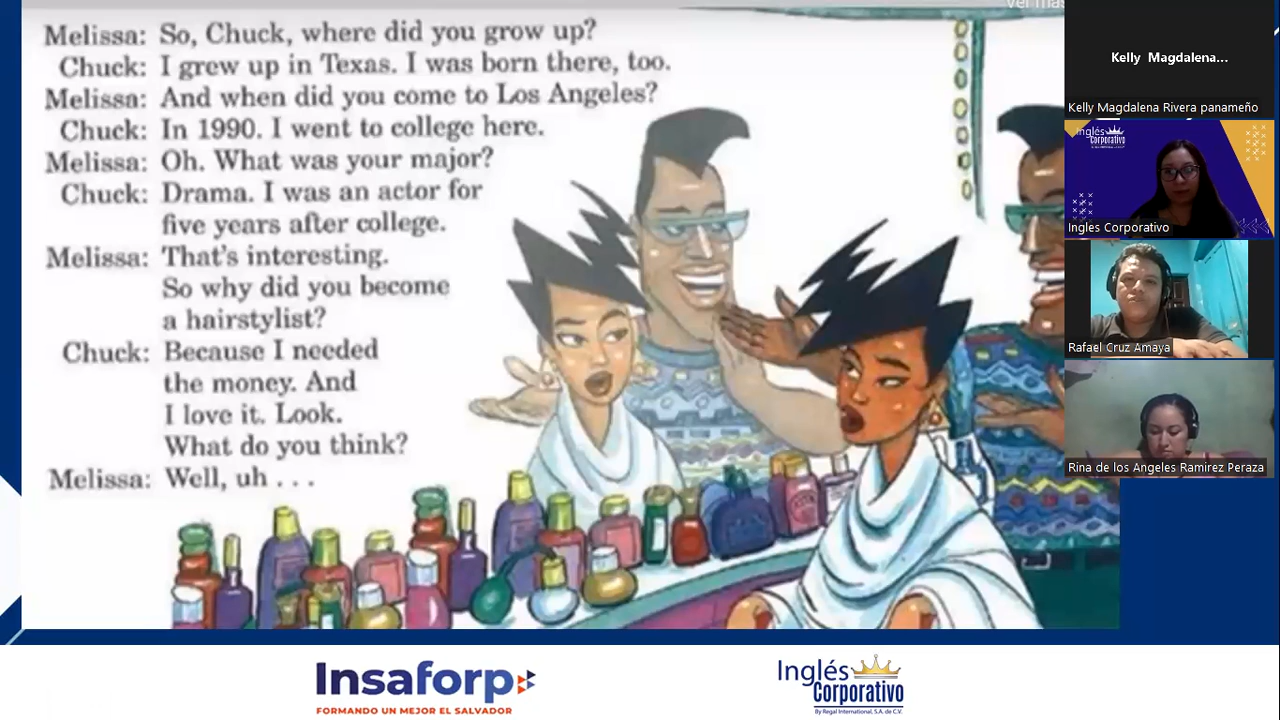 Ver más
Melissa: So, Chuck, where did you grow up?
Chuck: I grew up in Texas. I was born there, too.
Melissa: And when did you come to Los Angeles?
Chuck: In 1990. I went to college here.
Melissa: Oh. What was your major?
Chuck: Drama. I was an actor for
five years after college.
Melissa: That's interesting.
So why did you become
a hairstylist?
Chuck: Because I needed
the money. And
I love it. Look.
What do you think?
Melissa: Well, uh . . .
Kelly Magdalena...
Kelly Magdalena Rivera panameño
Inglés
Corporativo
Ingles Corporativo
Rafael Cruz Amaya
Rina de los Angeles Ramirez Peraza
Insaforp
FORMANDO UN MEJOR EL SALVADOR
Inglés
Corporativo
By Regal International, S.A. de C.V.